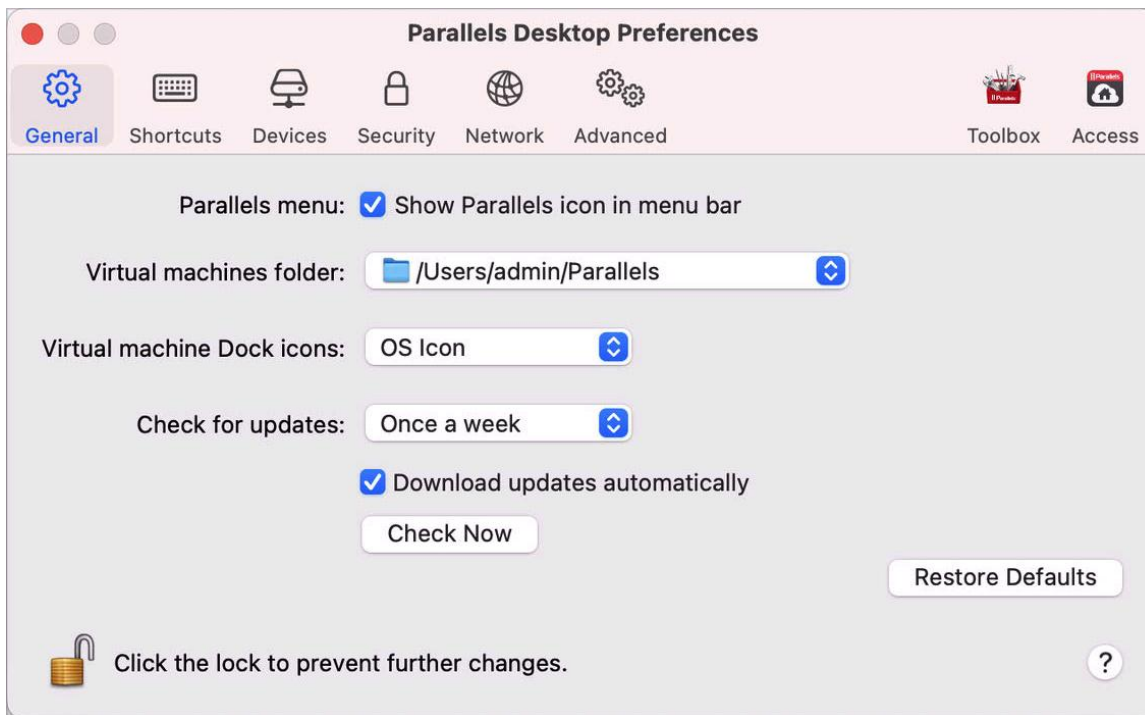 Parallels Desktop Preferences
General Shortcuts Devices Security Network Advanced Toolbox Access
Parallels menu: Show Parallels icon in menu bar
Virtual machines folder: /Users/admin/Parallels
Virtual machine Dock icons: OS Icon
Check for updates: Once a week
Download updates automatically
Check Now
Restore Defaults
Click the lock to prevent further changes. ?